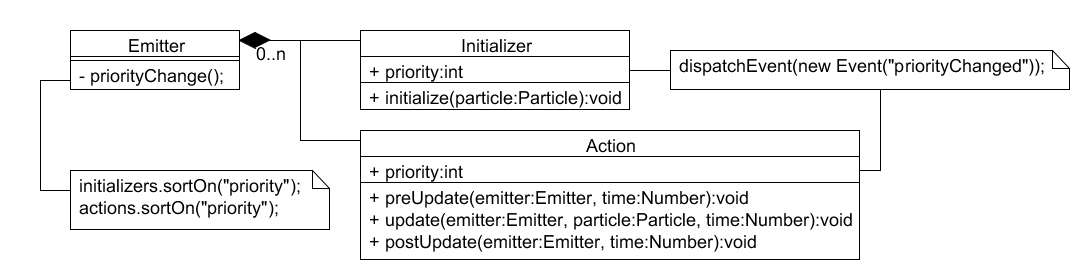 Emitter
- priorityChange();
0..n
Initializer
+ priority:int
+ initialize(particle:Particle):void
dispatchEvent(new Event("priorityChanged"));
Action
+ priority:int
+ preUpdate(emitter:Emitter, time:Number):void
+ update(emitter:Emitter, particle:Particle, time:Number):void
+ postUpdate(emitter:Emitter, time:Number):void
initializers.sortOn("priority");
actions.sortOn("priority");